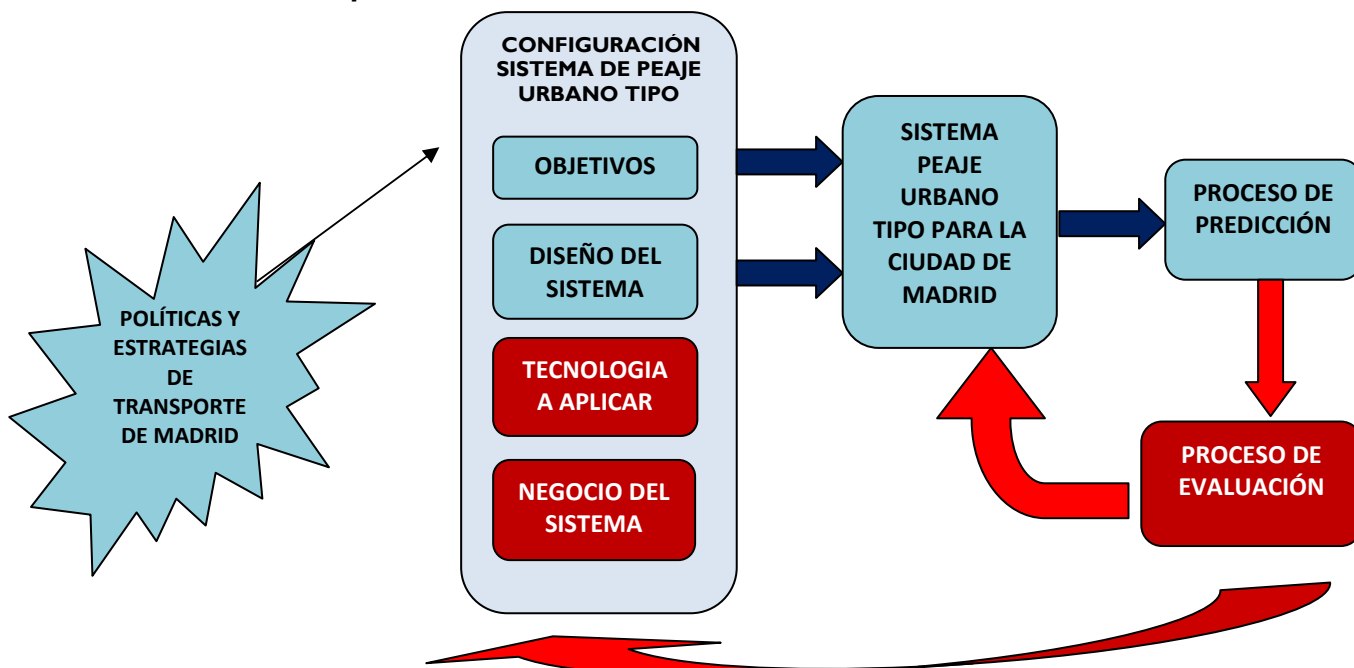 POLÍTICAS Y
ESTRATEGIAS
DE
TRANSPORTE
DE MADRID
CONFIGURACIÓN
SISTEMA DE PEAJE
URBANO TIPO
OBJETIVOS
DISEÑO DEL
SISTEMA
TECNOLOGIA
A APLICAR
NEGOCIO DEL
SISTEMA
SISTEMA
PEAJE
URBANO
TIPO PARA LA
CIUDAD DE
MADRID
PROCESO DE
PREDICCIÓN
PROCESO DE
EVALUACIÓN